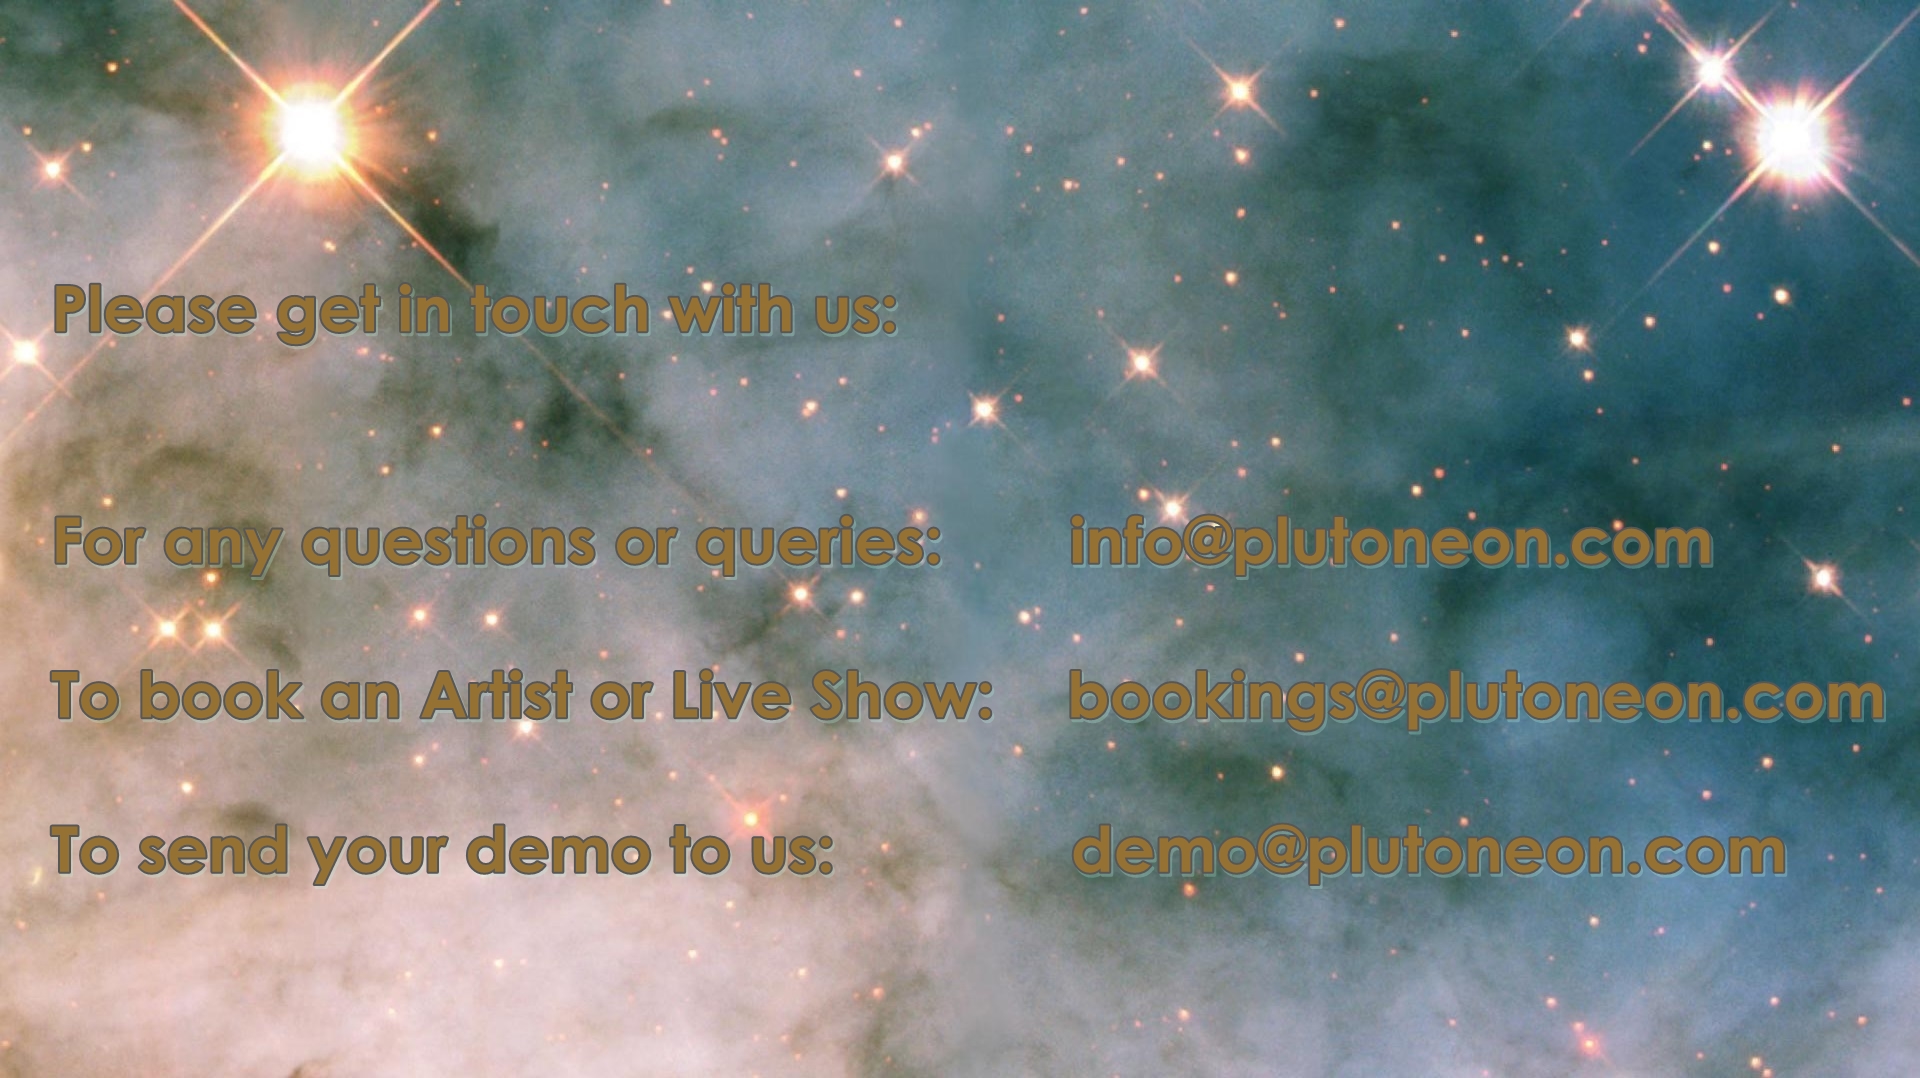 Please get in touch with us:
For any questions or queries: info@plutoneon.com
To book an Artist or Live Show: bookings@plutoneon.com
To send your demo to us: demo@plutoneon.com